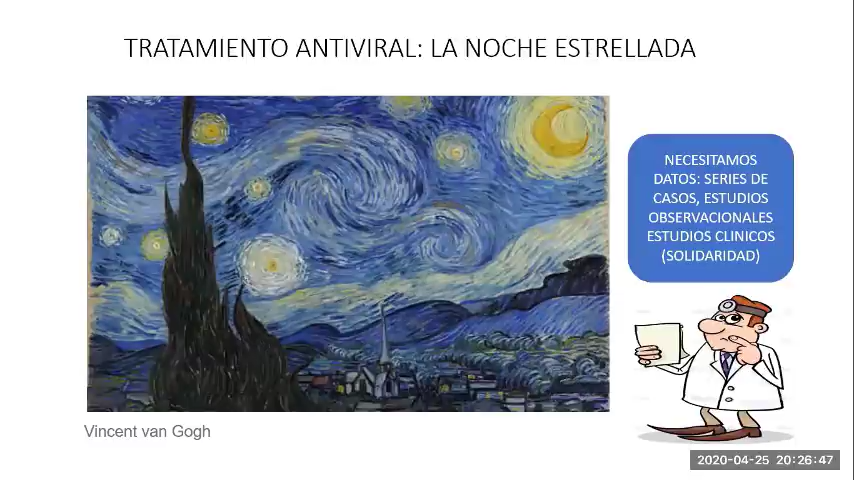 TRATAMIENTO ANTIVIRAL: LA NOCHE ESTRELLADA
NECESITAMOS
DATOS: SERIES DE
CASOS, ESTUDIOS
OBSERVACIONALES
ESTUDIOS CLINICOS
(SOLIDARIDAD)
Vincent van Gogh
2020-04-25 20:26:47